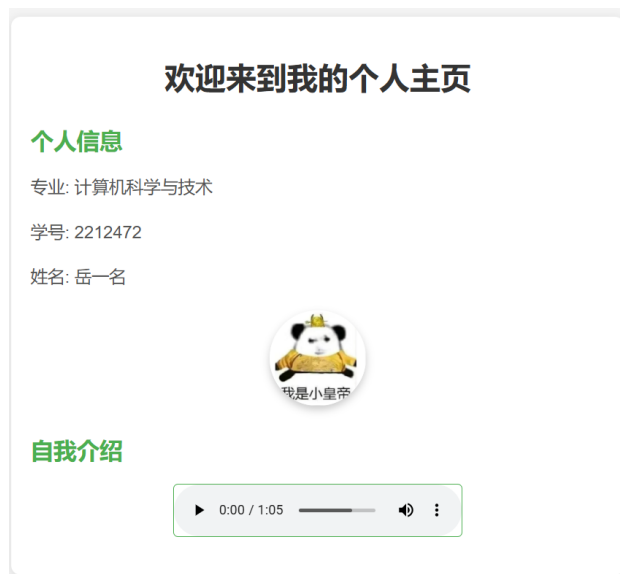 欢迎来到我的个人主页
个人信息
专业: 计算机科学与技术
学号: 2212472
姓名: 岳一名
我是小皇帝
自我介绍
0:00 / 1:05